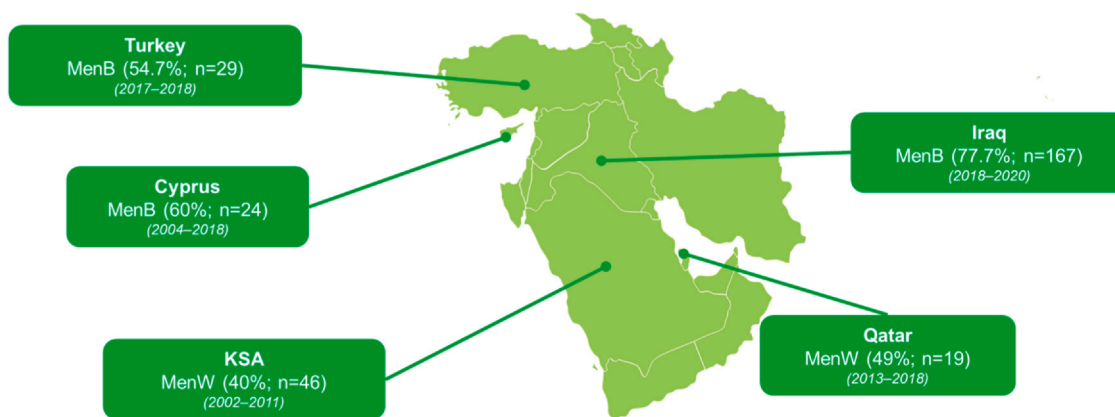 Turkey
MenB (54.7%; n=29)
(2017–2018)
Iraq
MenB (77.7%; n=167)
(2018–2020)
Cyprus
MenB (60%; n=24)
(2004–2018)
KSA
MenW (40%; n=46)
(2002–2011)
Qatar
MenW (49%; n=19)
(2013–2018)